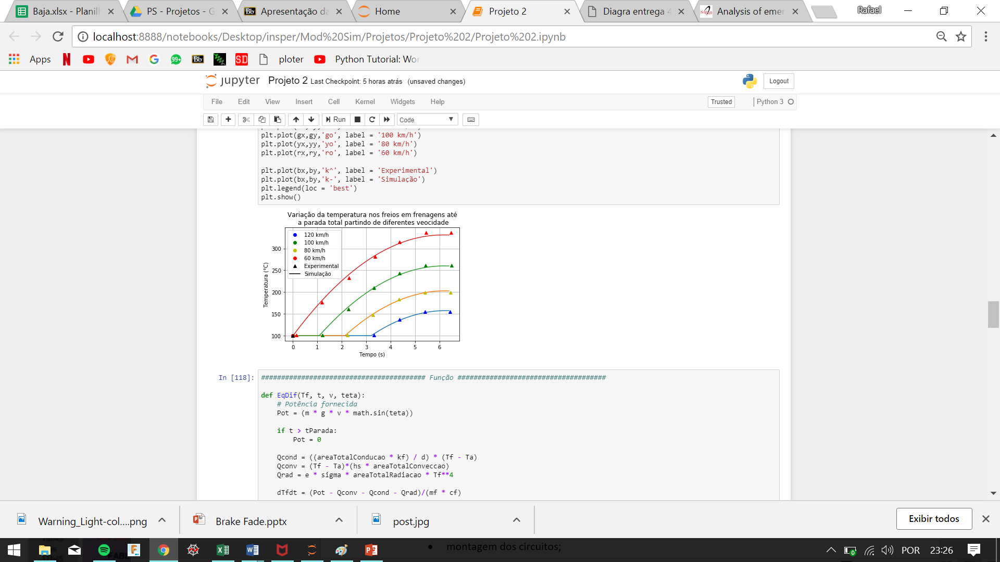 Baja.xlsx - Planil
PS - Projetos - G
Bb Apresentação da
Home
Projeto 2
Diagra entrega 4
Analysis of emer
Rafael
localhost:8888/notebooks/Desktop/insper/Mod%20Sim/Projetos/Projeto%202/Projeto%202.ipynb
Apps
99+
Bb
SD
ploter
Python Tutorial: Wor
jupyter Projeto 2 Last Checkpoint: 5 horas atrás (unsaved changes)
Logout
File Edit View Insert Cell Kernel Widgets Help
Trusted
Python 3
Run
Code
plt.plot(gx,gy,'go', label = '100 km/h')
plt.plot(yx,yy,'yo', label = '80 km/h')
plt.plot(rx,ry,'ro', label = '60 km/h')
plt.plot(bx,by,'k^', label = 'Experimental')
plt.plot(bx,by,'k-', label = 'Simulação')
plt.legend(loc = 'best')
plt.show()
Variação da temperatura nos freios em frenagens até
a parada total partindo de diferentes veocidade
120 km/h
100 km/h
80 km/h
60 km/h
Experimental
Simulação
Temperatura (°C)
300
250
200
150
100
0 1 2 3 4 5 6
Tempo (s)
In [118]:
######################################### Função #####################################
def EqDif(Tf, t, v, teta):
# Potência fornecida
Pot = (m * g * v * math.sin(teta))
if t > tParada:
Pot = 0
Qcond = ((areaTotalConducao * kf) / d) * (Tf - Ta)
Qconv = (Tf - Ta)*(hs * areaTotalConveccao)
Qrad = e * sigma * areaTotalRadiacao * Tf**4
dTfdt = (Pot - Qconv - Qcond - Qrad)/(mf * cf)
Warning_Light-col....png
Brake Fade.pptx
post.jpg
Exibir todos
montagem dos circuitos;
POR
23:26